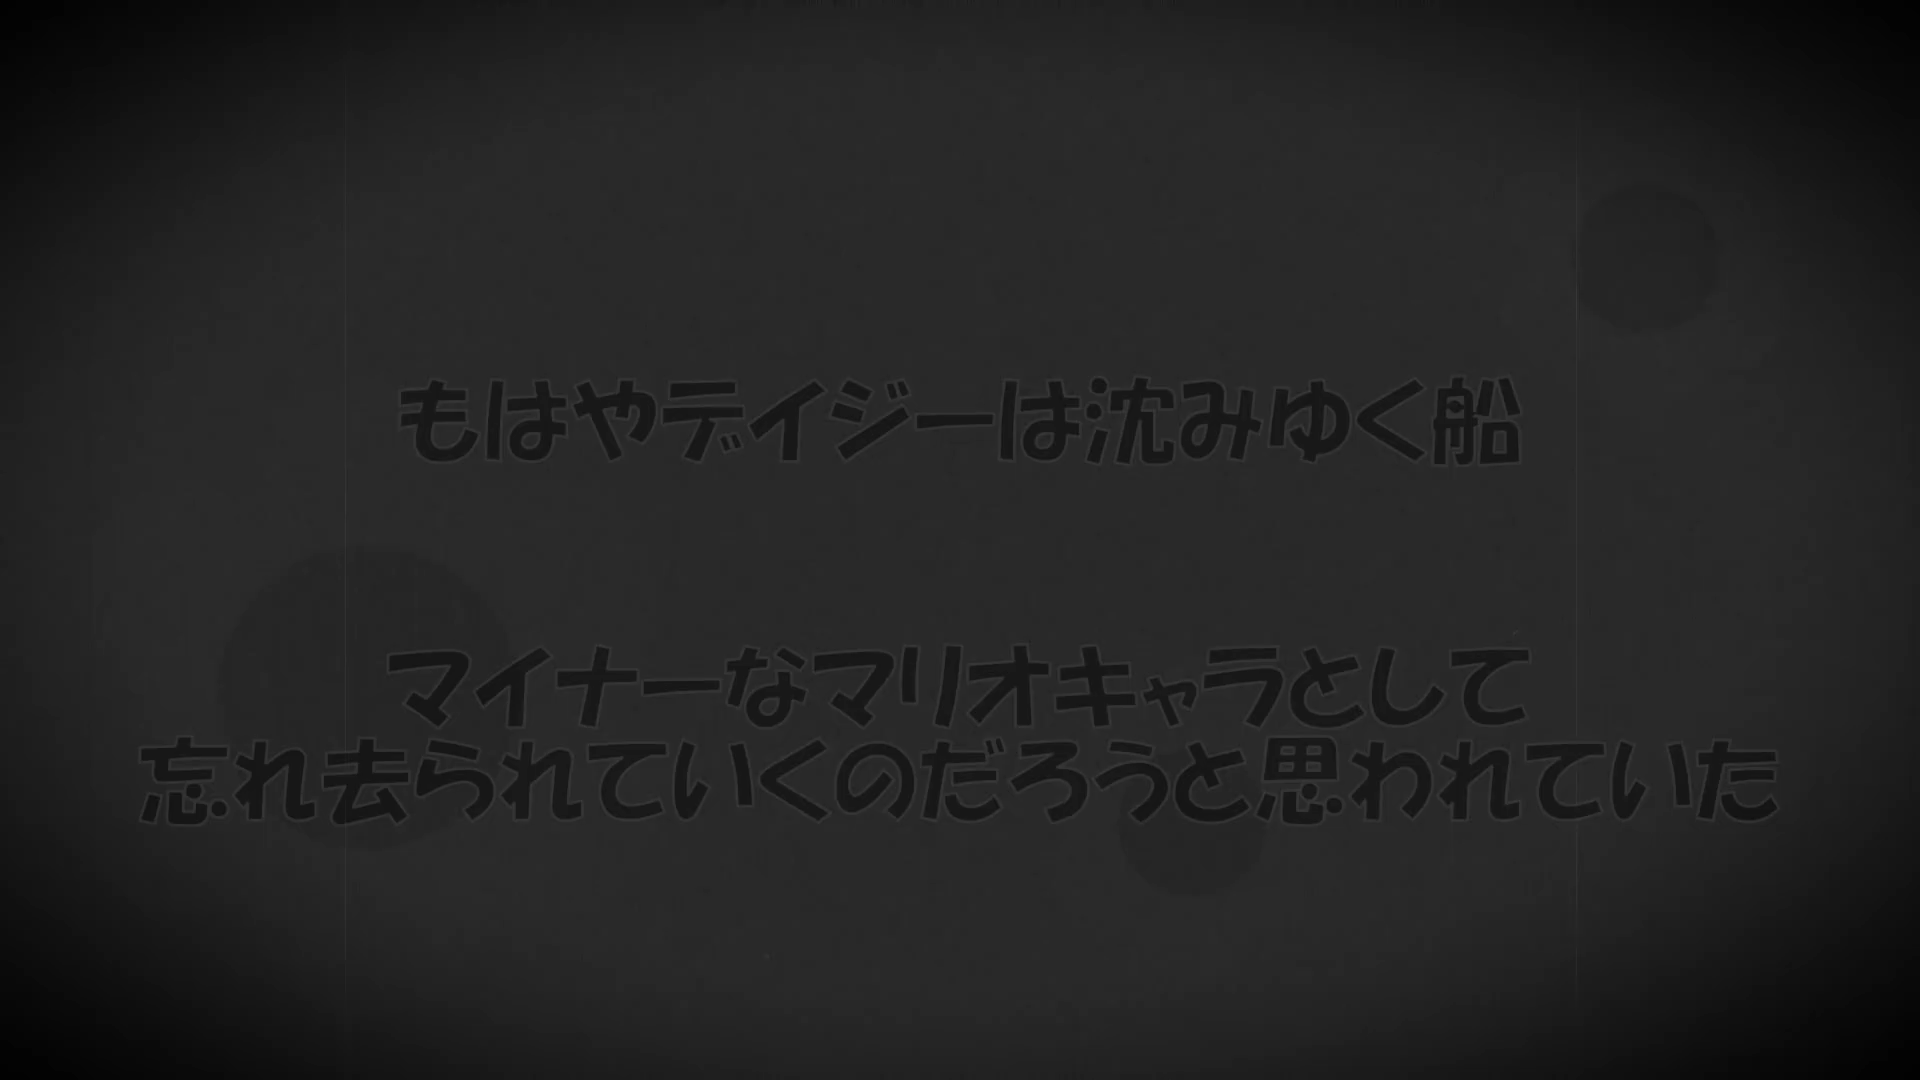 もはやデイジーは沈みゆく船
マイナーなマリオキャラとして
忘れ去られていくのだろうと思われていた